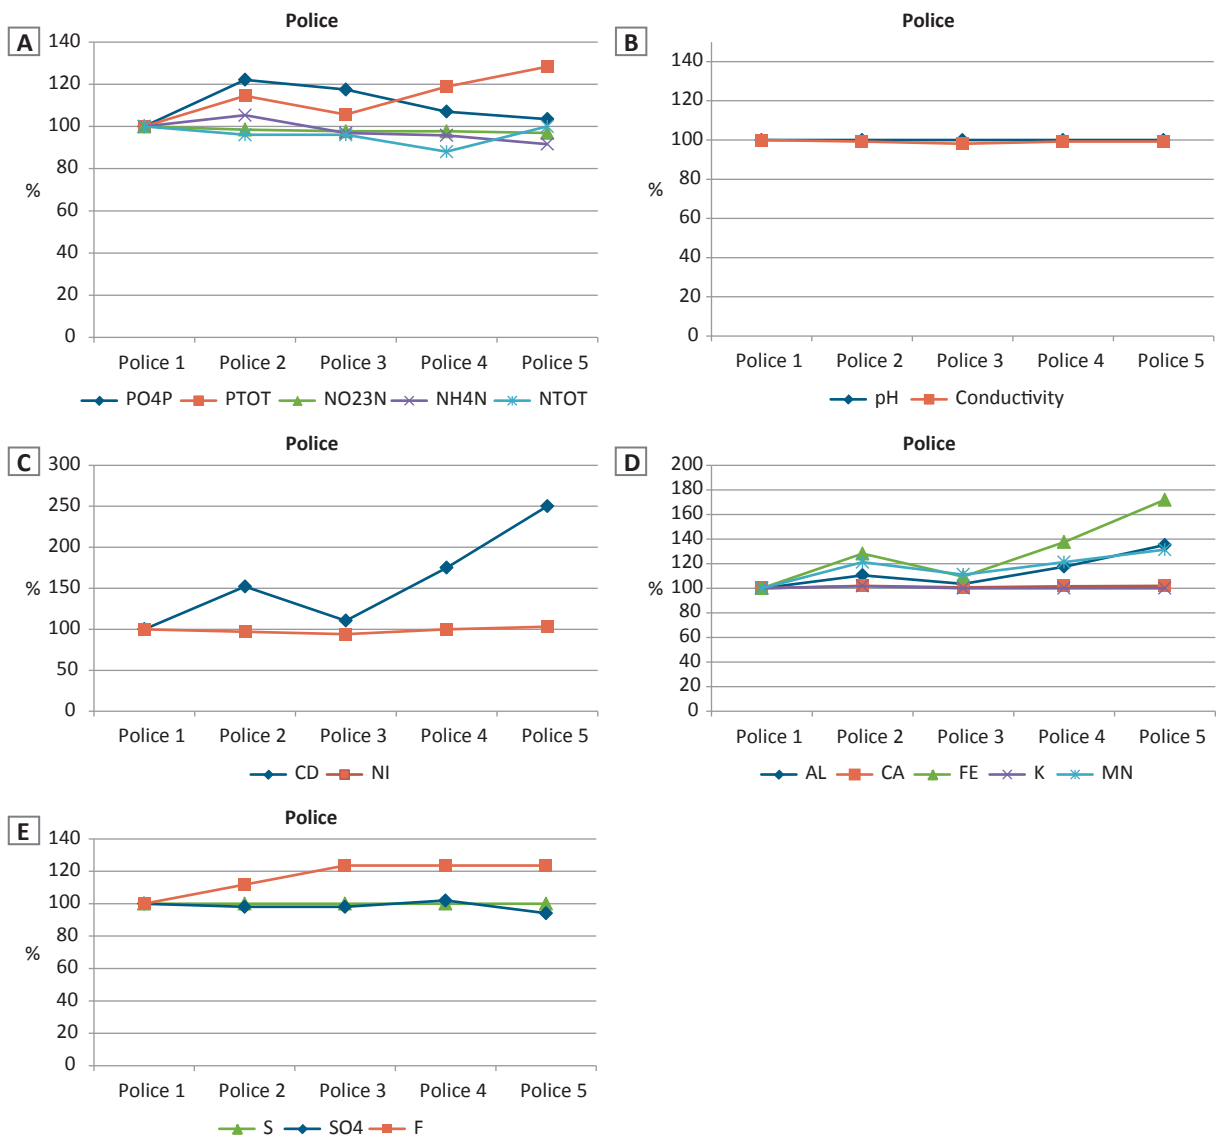 A
Police
140
120
100
80
%
60
40
20
0
Police 1 Police 2 Police 3 Police 4 Police 5
PO4P PTOT NO23N NH4N NTOT
B
Police
140
120
100
80
%
60
40
20
0
Police 1 Police 2 Police 3 Police 4 Police 5
pH Conductivity
C
Police
300
250
200
150
%
100
50
0
Police 1 Police 2 Police 3 Police 4 Police 5
CD NI
D
Police
200
180
160
140
120
100
%
80
60
40
20
0
Police 1 Police 2 Police 3 Police 4 Police 5
AL CA FE K MN
E
Police
140
120
100
80
%
60
40
20
0
Police 1 Police 2 Police 3 Police 4 Police 5
S SO4 F